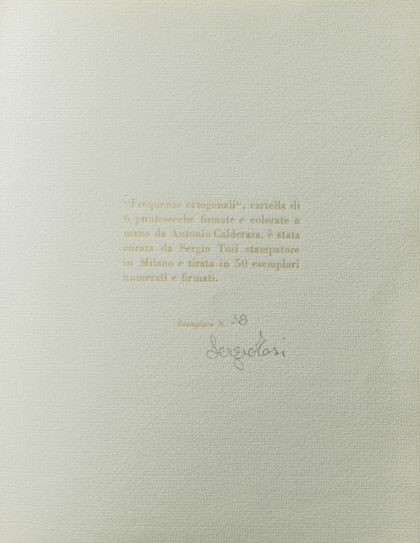 "Frequenze ortogonali", cartella di
6 puntesecche firmate e colorate a
mano da Antonio Calderara, è stata
curata da Sergio Tosi stampatore
in Milano e tirata in 50 esemplari
numerati e firmati.
Esemplare N. 38
Sergio Tosi